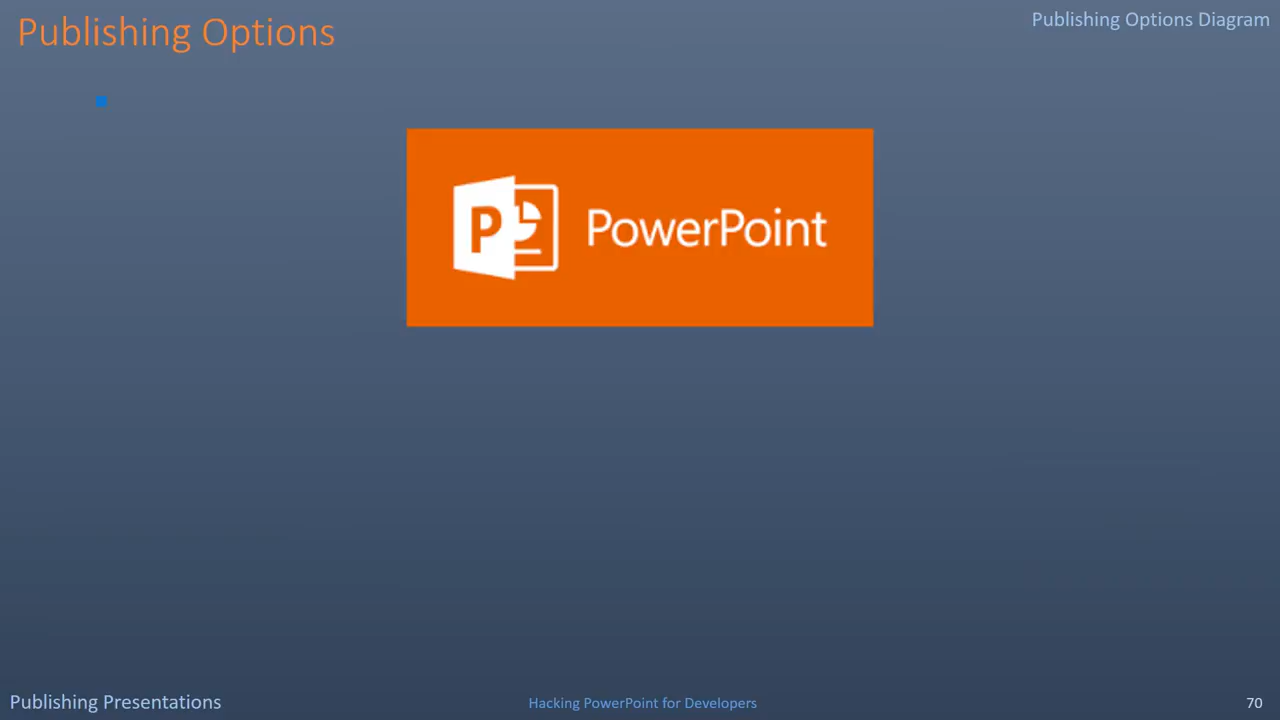 Publishing Options
Publishing Options Diagram
P
PowerPoint
Publishing Presentations
Hacking PowerPoint for Developers
70